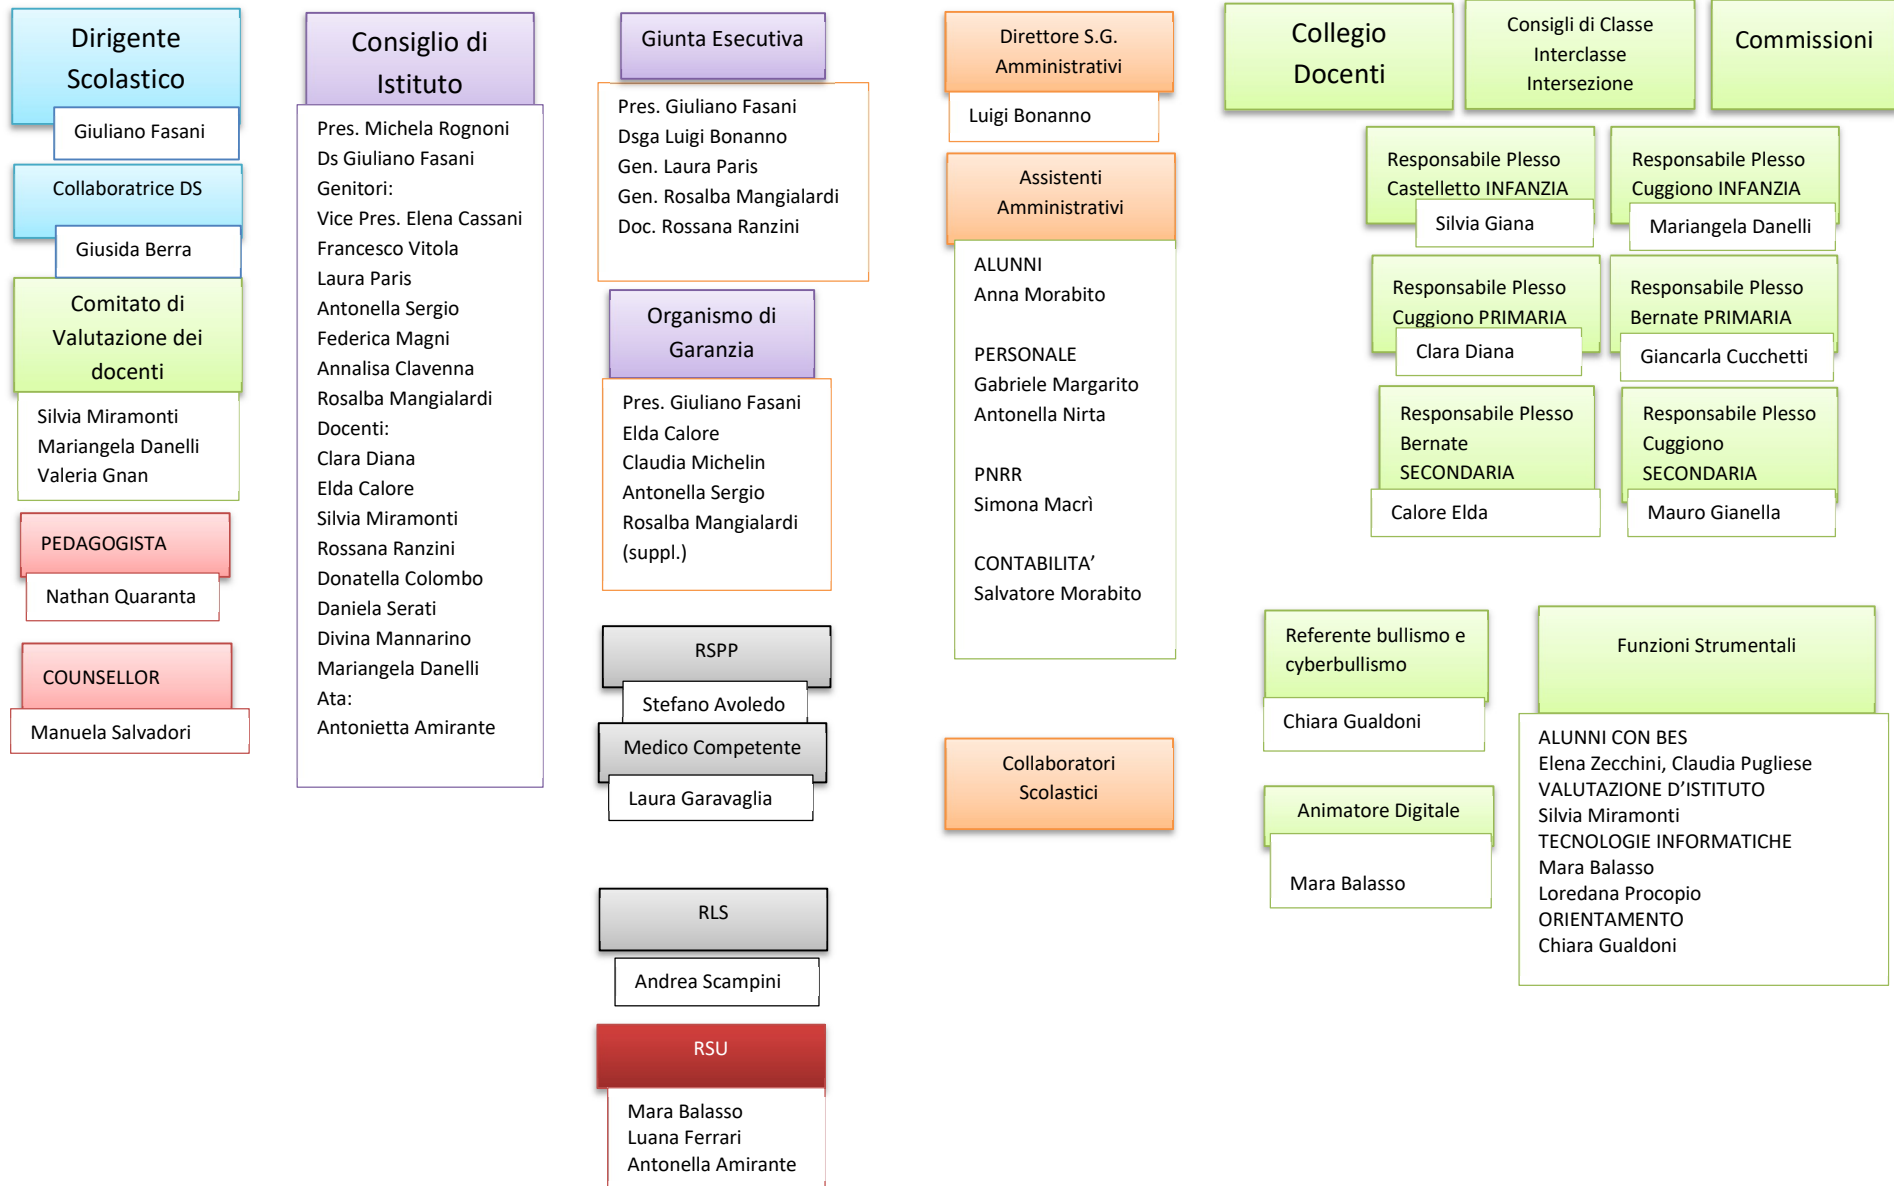 Dirigente
Scolastico
Giuliano Fasani
Collaboratrice DS
Giusida Berra
Comitato di
Valutazione dei
docenti
Silvia Miramonti
Mariangela Danelli
Valeria Gnan
PEDAGOGISTA
Nathan Quaranta
COUNSELLOR
Manuela Salvadori
Consiglio di
Istituto
Pres. Michela Rognoni
Ds Giuliano Fasani
Genitori:
Vice Pres. Elena Cassani
Francesco Vitola
Laura Paris
Antonella Sergio
Federica Magni
Annalisa Clavenna
Rosalba Mangialardi
Docenti:
Clara Diana
Elda Calore
Silvia Miramonti
Rossana Ranzini
Donatella Colombo
Daniela Serati
Divina Mannarino
Mariangela Danelli
Ata:
Antonietta Amirante
Giunta Esecutiva
Pres. Giuliano Fasani
Dsga Luigi Bonanno
Gen. Laura Paris
Gen. Rosalba Mangialardi
Doc. Rossana Ranzini
Organismo di
Garanzia
Pres. Giuliano Fasani
Elda Calore
Claudia Michelin
Antonella Sergio
Rosalba Mangialardi
(suppl.)
RSPP
Stefano Avoledo
Medico Competente
Laura Garavaglia
RLS
Andrea Scampini
RSU
Mara Balasso
Luana Ferrari
Antonella Amirante
Direttore S.G.
Amministrativi
Luigi Bonanno
Assistenti
Amministrativi
ALUNNI
Anna Morabito
PERSONALE
Gabriele Margarito
Antonella Nirta
PNRR
Simona Macrì
CONTABILITA’
Salvatore Morabito
Collaboratori
Scolastici
Collegio
Docenti
Consigli di Classe
Interclasse
Intersezione
Commissioni
Responsabile Plesso
Castelletto INFANZIA
Silvia Giana
Responsabile Plesso
Cuggiono INFANZIA
Mariangela Danelli
Responsabile Plesso
Cuggiono PRIMARIA
Clara Diana
Responsabile Plesso
Bernate PRIMARIA
Giancarla Cucchetti
Responsabile Plesso
Bernate
SECONDARIA
Calore Elda
Responsabile Plesso
Cuggiono
SECONDARIA
Mauro Gianella
Referente bullismo e
cyberbullismo
Chiara Gualdoni
Animatore Digitale
Mara Balasso
Funzioni Strumentali
ALUNNI CON BES
Elena Zecchini, Claudia Pugliese
VALUTAZIONE D’ISTITUTO
Silvia Miramonti
TECNOLOGIE INFORMATICHE
Mara Balasso
Loredana Procopio
ORIENTAMENTO
Chiara Gualdoni